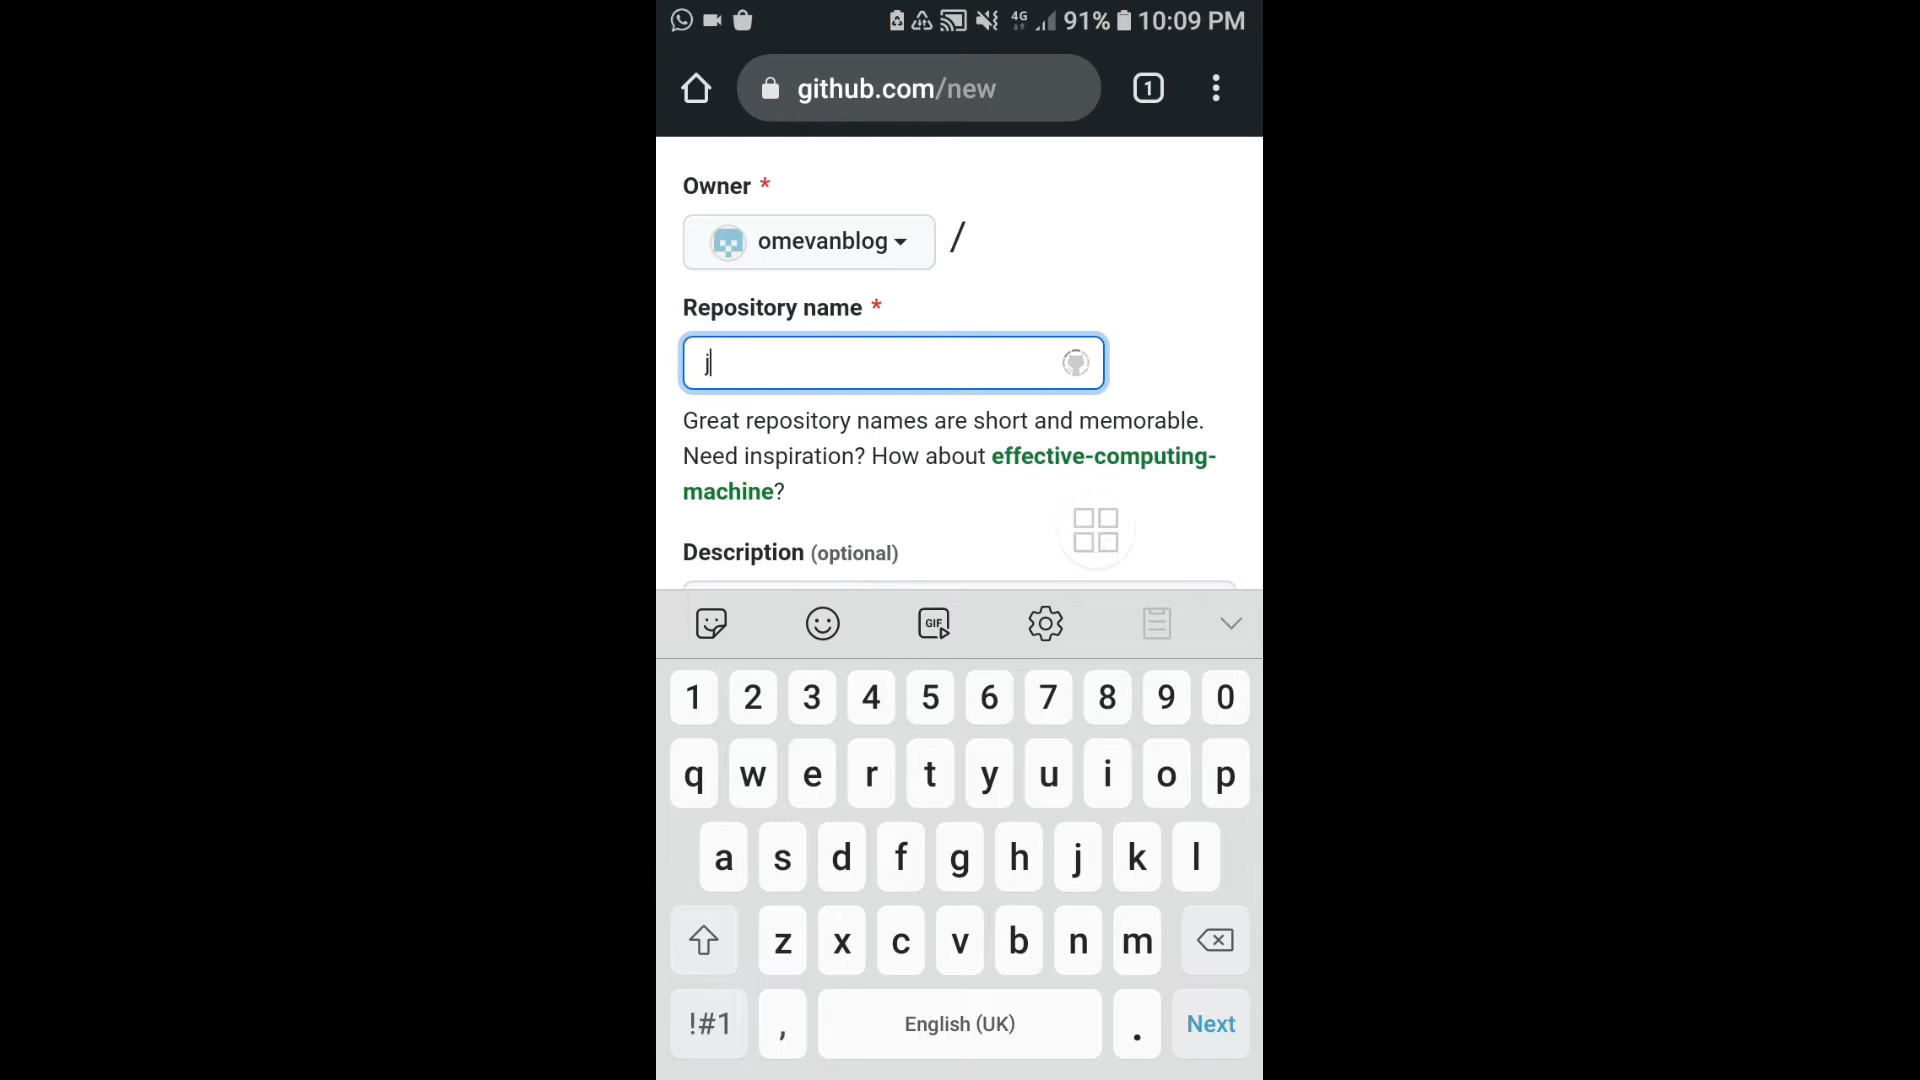 4G 91% 10:09 PM
github.com/new 1
Owner *
omevanblog /
Repository name *
j
Great repository names are short and memorable.
Need inspiration? How about effective-computing-
machine?
Description (optional)
GIF
1 2 3 4 5 6 7 8 9 0
q w e r t y u i o p
a s d f g h j k l
z x c v b n m
!#1 , English (UK) . Next